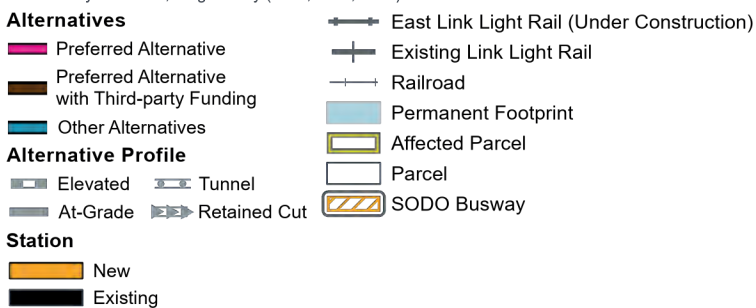 Alternatives
Preferred Alternative
Preferred Alternative
with Third-party Funding
Other Alternatives
Alternative Profile
Elevated
Tunnel
At-Grade
Retained Cut
Station
New
Existing
East Link Light Rail (Under Construction)
Existing Link Light Rail
Railroad
Permanent Footprint
Affected Parcel
Parcel
SODO Busway